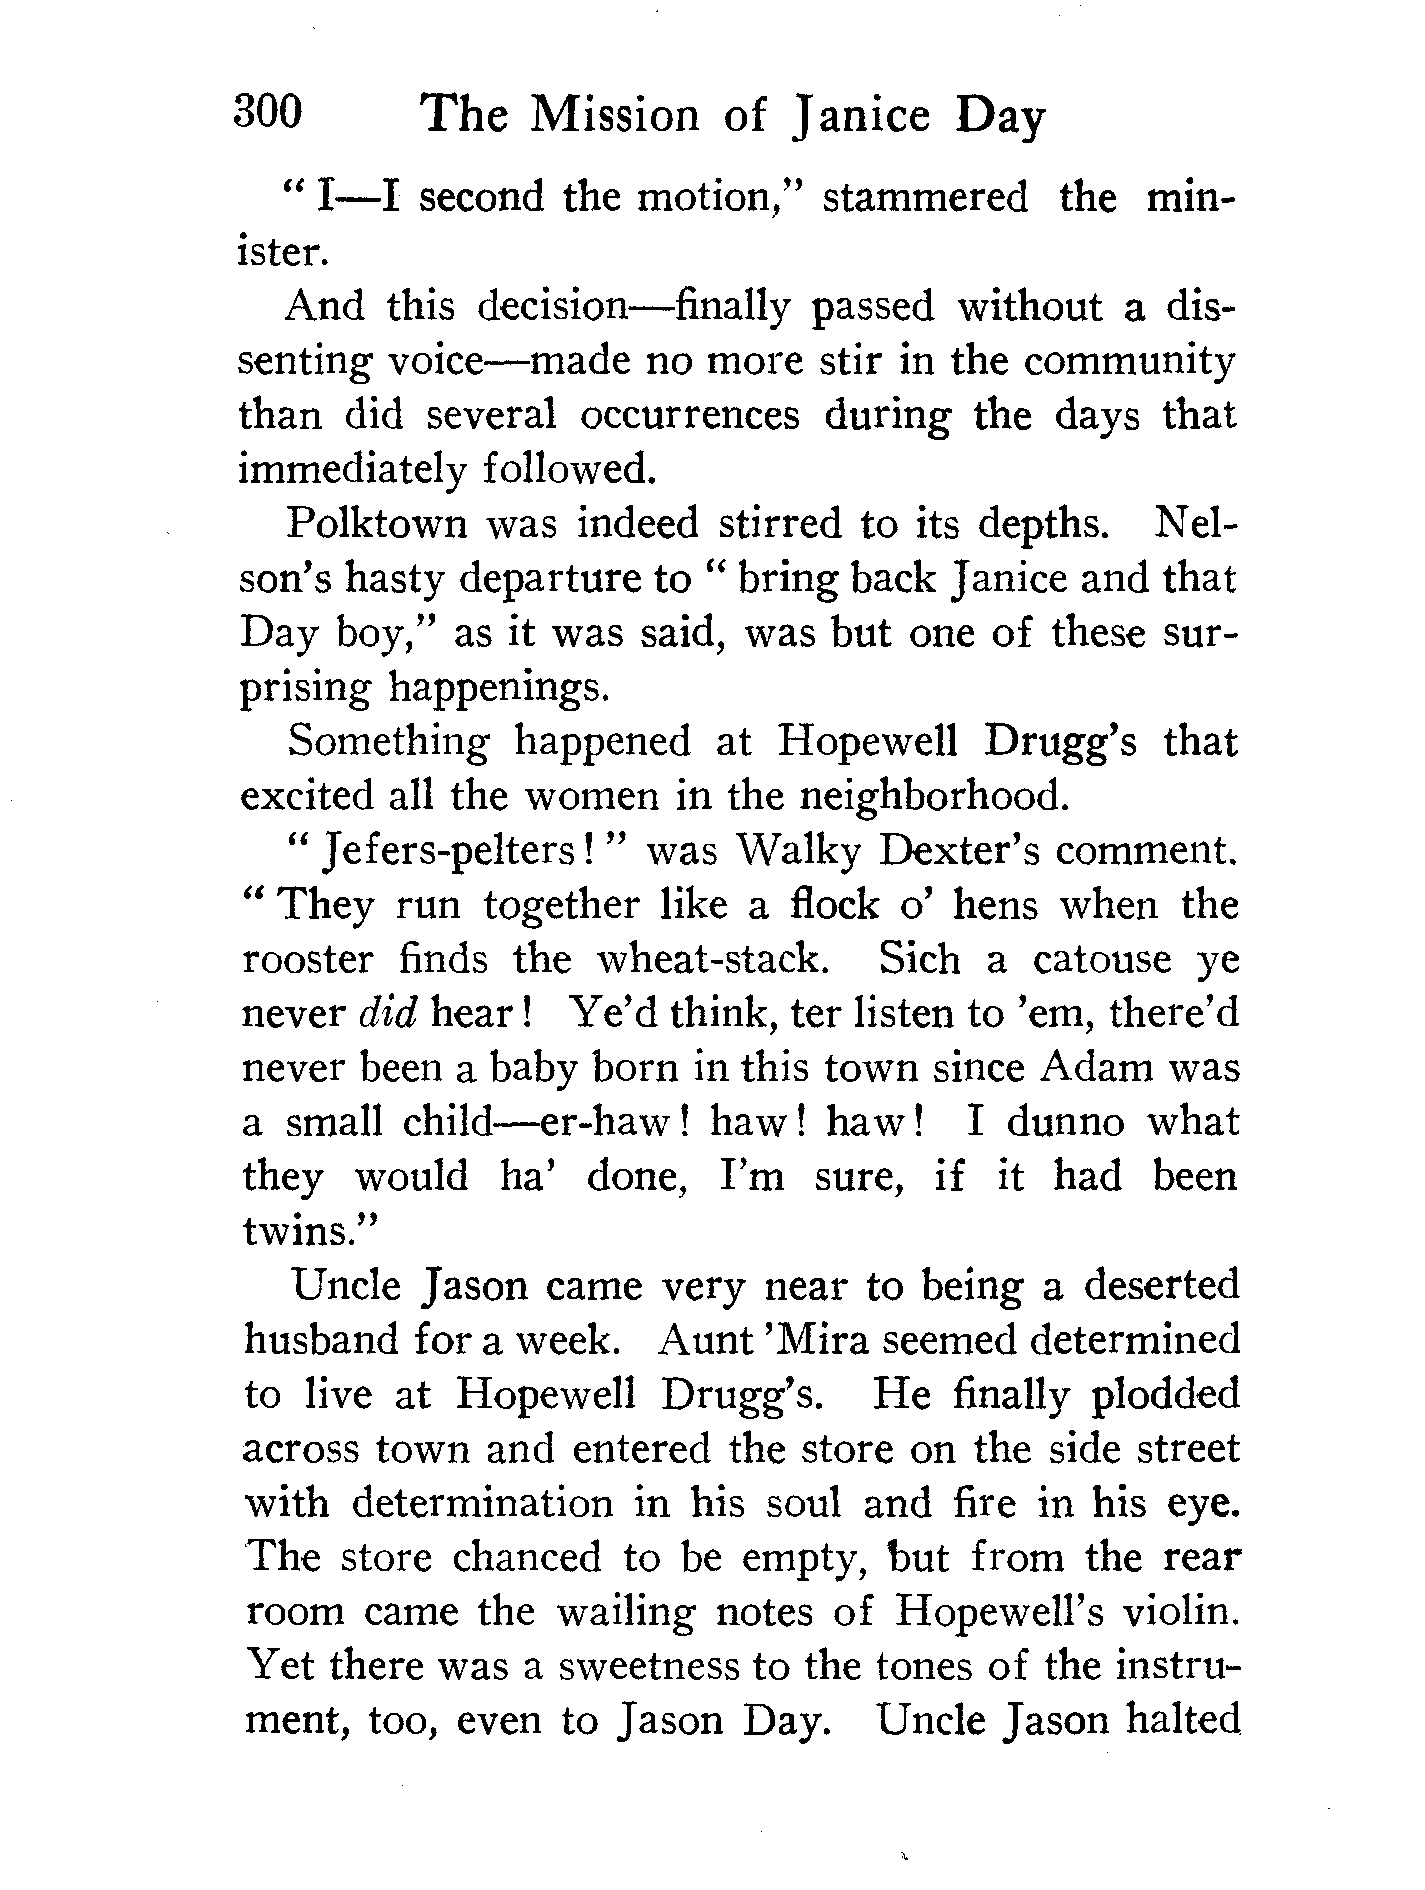 300 The Mission of Janice Day
“ I—I second the motion,” stammered the min-
ister.
And this decision—finally passed without a dis-
senting voice—made no more stir in the community
than did several occurrences during the days that
immediately followed.
Polktown was indeed stirred to its depths. Nel-
son’s hasty departure to “ bring back Janice and that
Day boy,” as it was said, was but one of these sur-
prising happenings.
Something happened at Hopewell Drugg’s that
excited all the women in the neighborhood.
“ Jefers-pelters! ” was Walky Dexter’s comment.
“ They run together like a flock o’ hens when the
rooster finds the wheat-stack. Sich a catouse ye
never did hear! Ye’d think, ter listen to ’em, there’d
never been a baby born in this town since Adam was
a small child—er-haw! haw! haw! I dunno what
they would ha’ done, I’m sure, if it had been
twins.”
Uncle Jason came very near to being a deserted
husband for a week. Aunt ’Mira seemed determined
to live at Hopewell Drugg’s. He finally plodded
across town and entered the store on the side street
with determination in his soul and fire in his eye.
The store chanced to be empty, but from the rear
room came the wailing notes of Hopewell’s violin.
Yet there was a sweetness to the tones of the instru-
ment, too, even to Jason Day. Uncle Jason halted